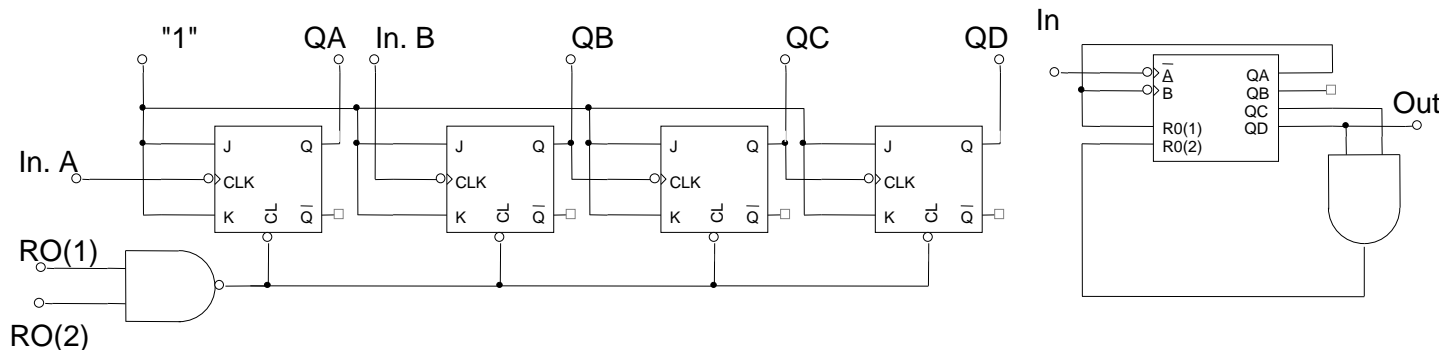 "1" QA In. B QB QC QD
J Q J Q J Q J Q
In. A CLK CLK CLK CLK
K CL Q̅ K CL Q̅ K CL Q̅ K CL Q̅
RO(1)
RO(2)
In
A̅ QA
B QB
QC
R0(1) QD
R0(2)
Out